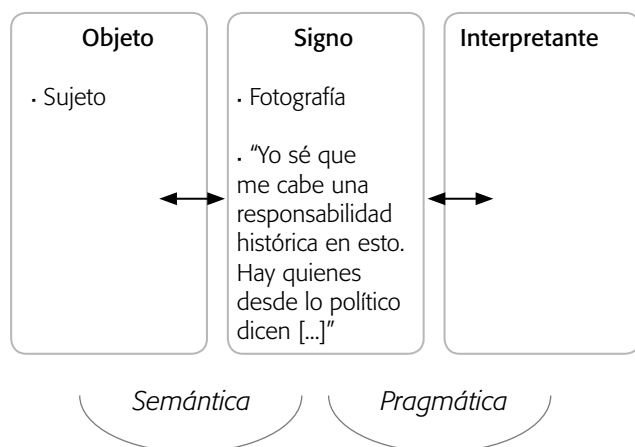 Objeto
· Sujeto
Signo
· Fotografía
· “Yo sé que
me cabe una
responsabilidad
histórica en esto.
Hay quienes
desde lo político
dicen [...]”
Interpretante
Semántica
Pragmática